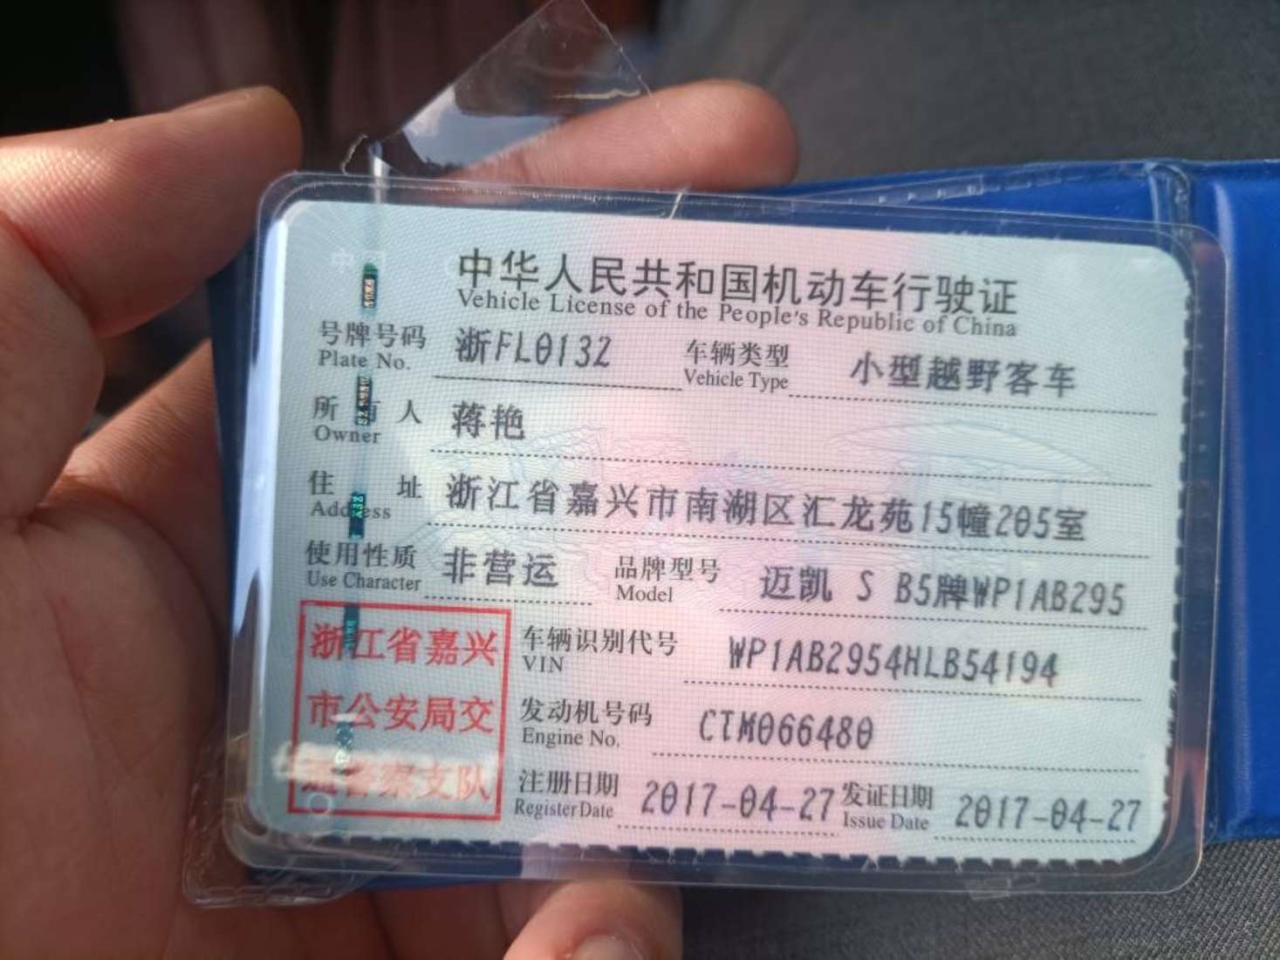 中华人民共和国机动车行驶证
Vehicle License of the People's Republic of China
号牌号码 浙FL0132 车辆类型 小型越野客车
Plate No. Vehicle Type
所有人 蒋艳
Owner
住址 浙江省嘉兴市南湖区汇龙苑15幢205室
Address
使用性质 非营运 品牌型号 迈凯 S B5牌WP1AB295
Use Character Model
浙江省嘉兴 车辆识别代号 WP1AB2954HLB54194
VIN
市公安局交 发动机号码 CTM066480
Engine No.
通警察支队 注册日期 2017-04-27 发证日期 2017-04-27
Register Date Issue Date